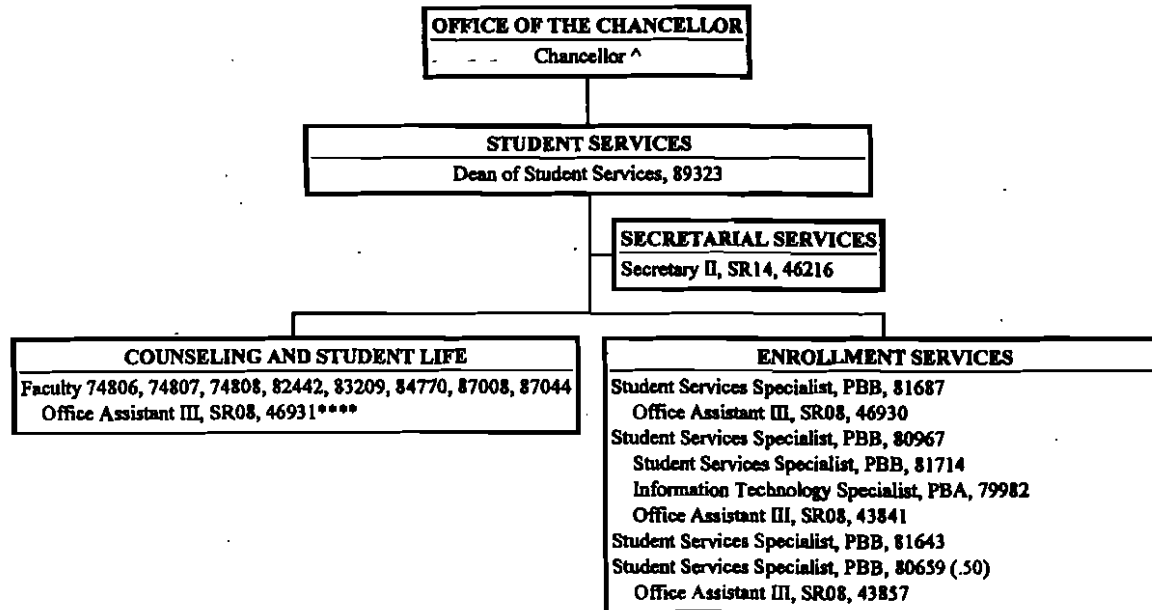 OFFICE OF THE CHANCELLOR
Chancellor ^
STUDENT SERVICES
Dean of Student Services, 89323
SECRETARIAL SERVICES
Secretary II, SR14, 46216
COUNSELING AND STUDENT LIFE
Faculty 74806, 74807, 74808, 82442, 83209, 84770, 87008, 87044
Office Assistant III, SR08, 46931****
ENROLLMENT SERVICES
Student Services Specialist, PBB, 81687
Office Assistant III, SR08, 46930
Student Services Specialist, PBB, 80967
Student Services Specialist, PBB, 81714
Information Technology Specialist, PBA, 79982
Office Assistant III, SR08, 43841
Student Services Specialist, PBB, 81643
Student Services Specialist, PBB, 80659 (.50)
Office Assistant III, SR08, 43857